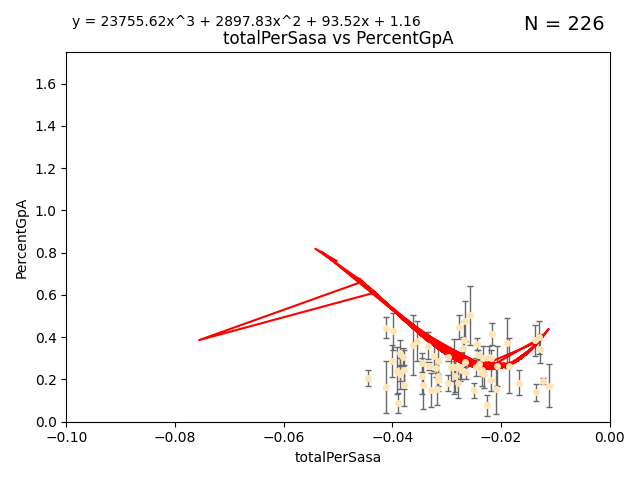 y = 23755.62x^3 + 2897.83x^2 + 93.52x + 1.16
N = 226
totalPerSasa vs PercentGpA
PercentGpA
1.6
1.4
1.2
1.0
0.8
0.6
0.4
0.2
0.0
−0.10 −0.08 −0.06 −0.04 −0.02 0.00
totalPerSasa